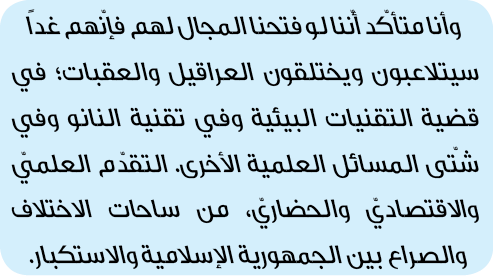 وأنا متأكّد أنّنا لو فتحنا المجال لهم فإنّهم غداً
سيتلاعبون ويختلقون العراقيل والعقبات؛ في
قضية التقنيات البيئية وفي تقنية النانو وفي
شتّى المسائل العلمية الأخرى. التقدّم العلميّ
والاقتصاديّ والحضاريّ، من ساحات الاختلاف
والصراع بين الجمهورية الإسلامية والاستكبار.